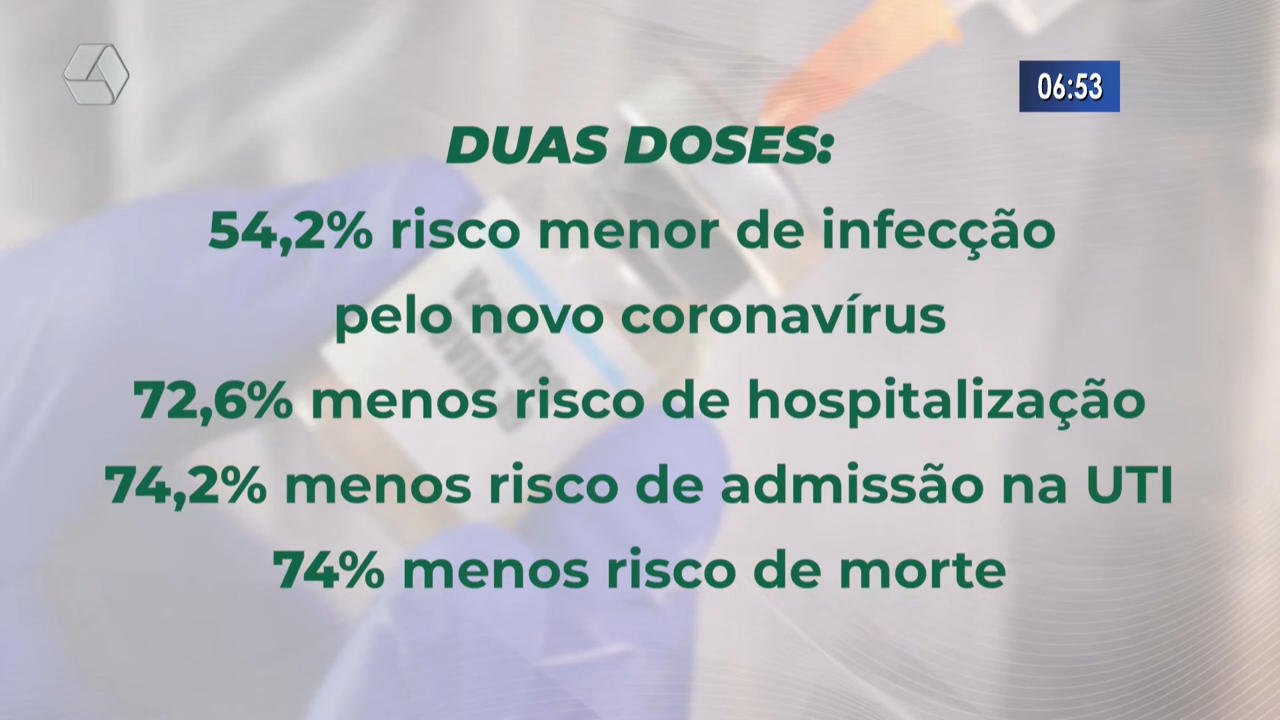 06:53
DUAS DOSES:
54,2% risco menor de infecção
pelo novo coronavírus
72,6% menos risco de hospitalização
74,2% menos risco de admissão na UTI
74% menos risco de morte